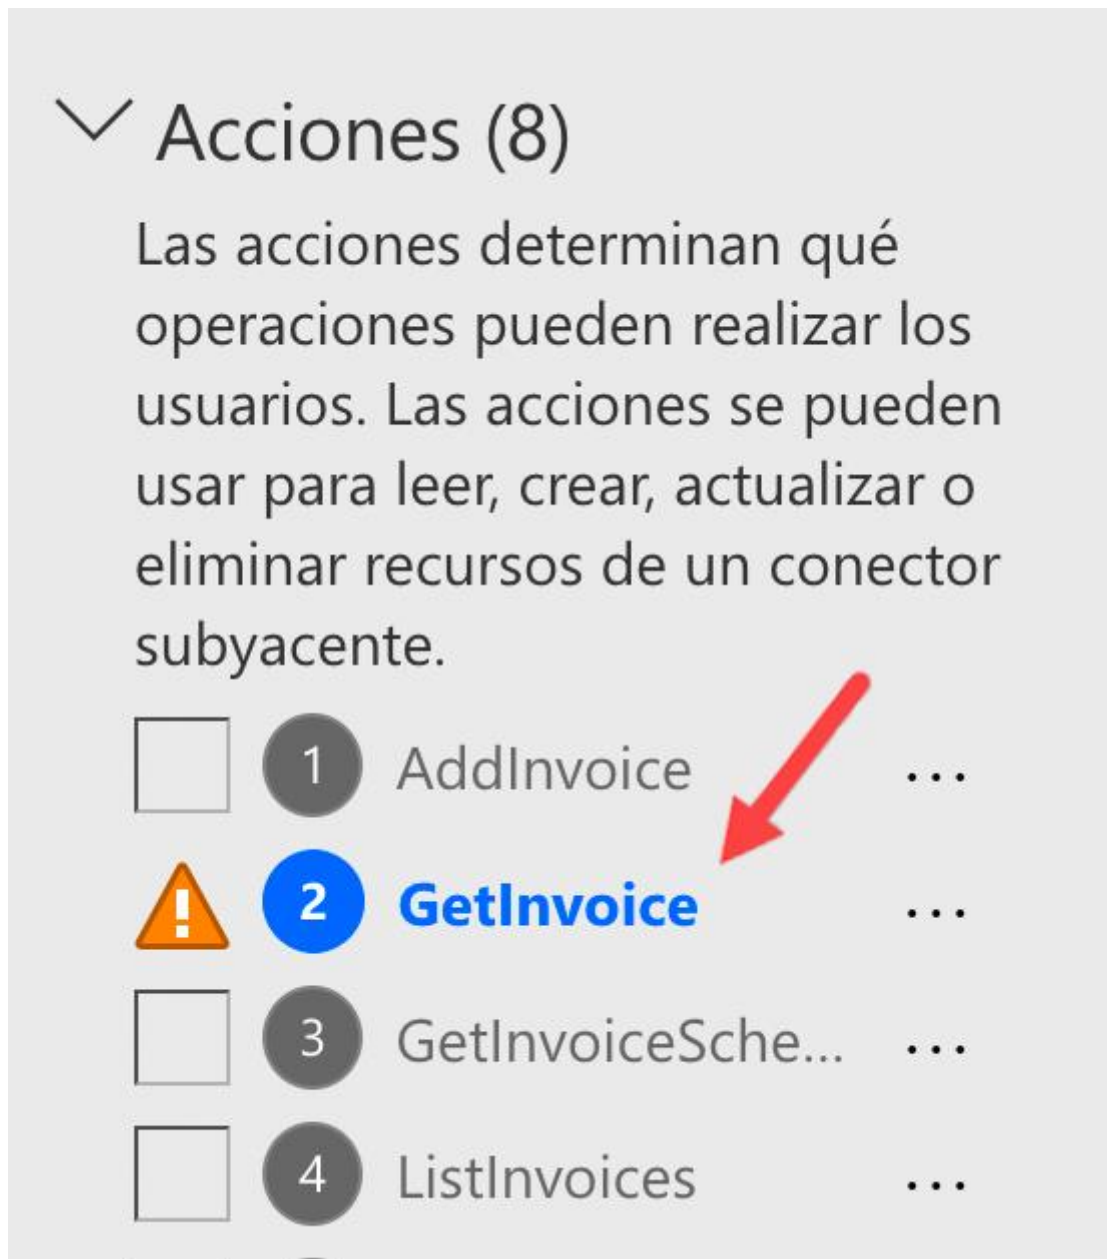 Acciones (8)
Las acciones determinan qué
operaciones pueden realizar los
usuarios. Las acciones se pueden
usar para leer, crear, actualizar o
eliminar recursos de un conector
subyacente.
1 AddInvoice ...
2 GetInvoice ...
3 GetInvoiceSche... ...
4 ListInvoices ...